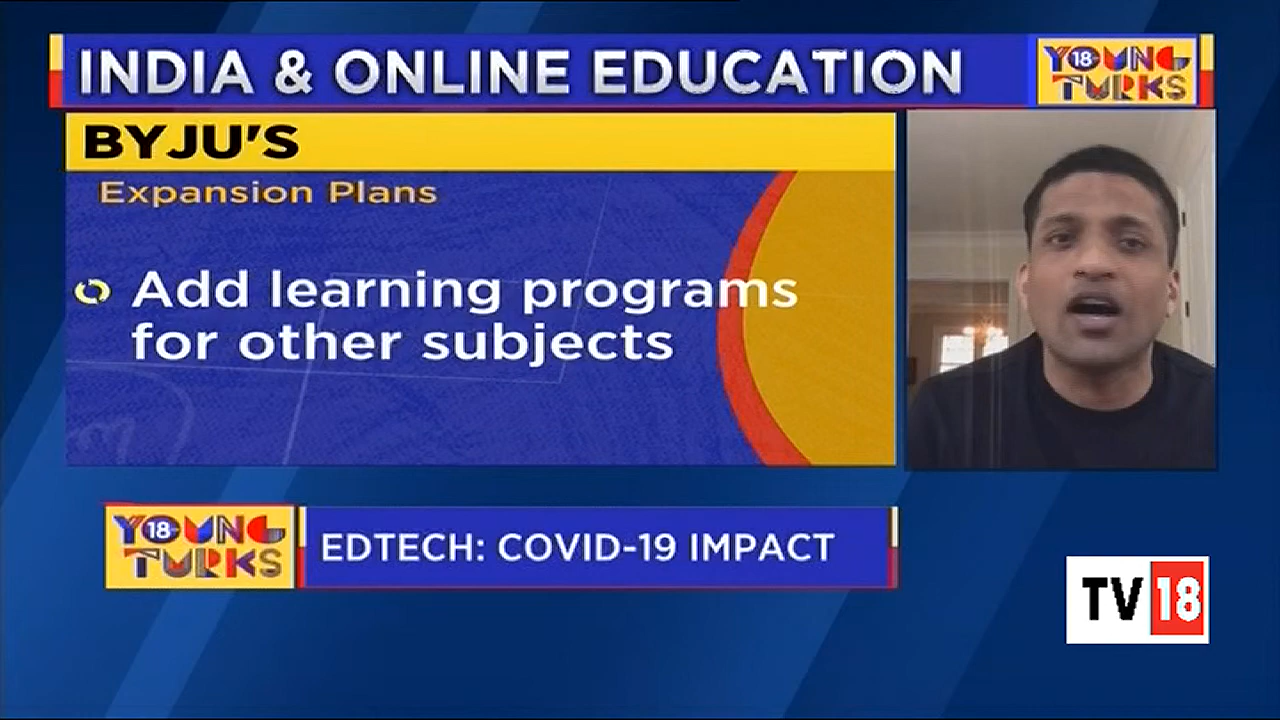 INDIA & ONLINE EDUCATION
YOUNG 18
TURKS
BYJU'S
Expansion Plans
Add learning programs
for other subjects
YOUNG 18
TURKS
EDTECH: COVID-19 IMPACT
TV18